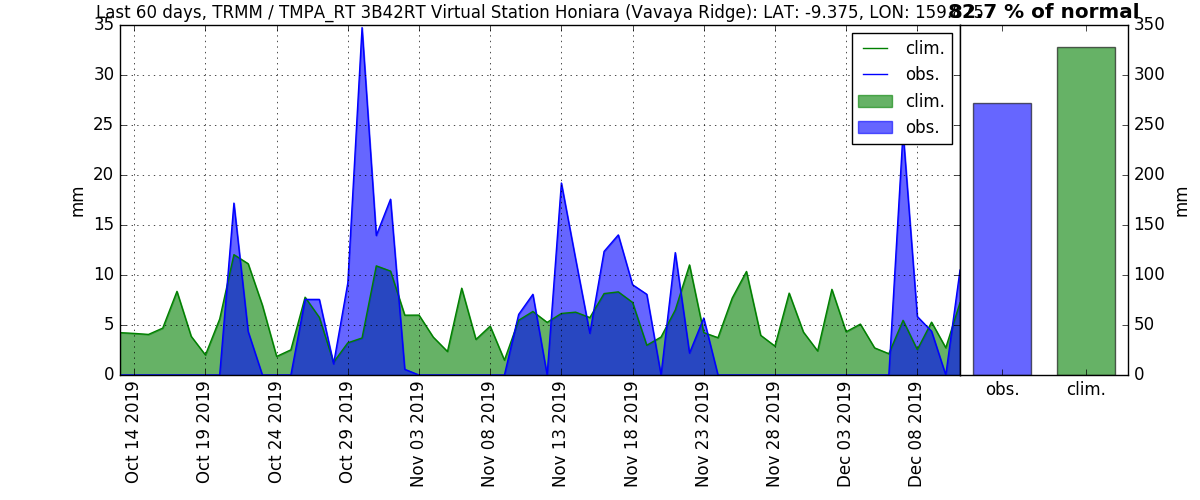 Last 60 days, TRMM / TMPA_RT 3B42RT Virtual Station Honiara (Vavaya Ridge): LAT: -9.375, LON:
82.7 % of normal
35
30
25
20
15
10
5
0
mm
clim.
obs.
clim.
obs.
350
300
250
200
150
100
50
0
mm
obs.
clim.
Oct 14 2019
Oct 19 2019
Oct 24 2019
Oct 29 2019
Nov 03 2019
Nov 08 2019
Nov 13 2019
Nov 18 2019
Nov 23 2019
Nov 28 2019
Dec 03 2019
Dec 08 2019